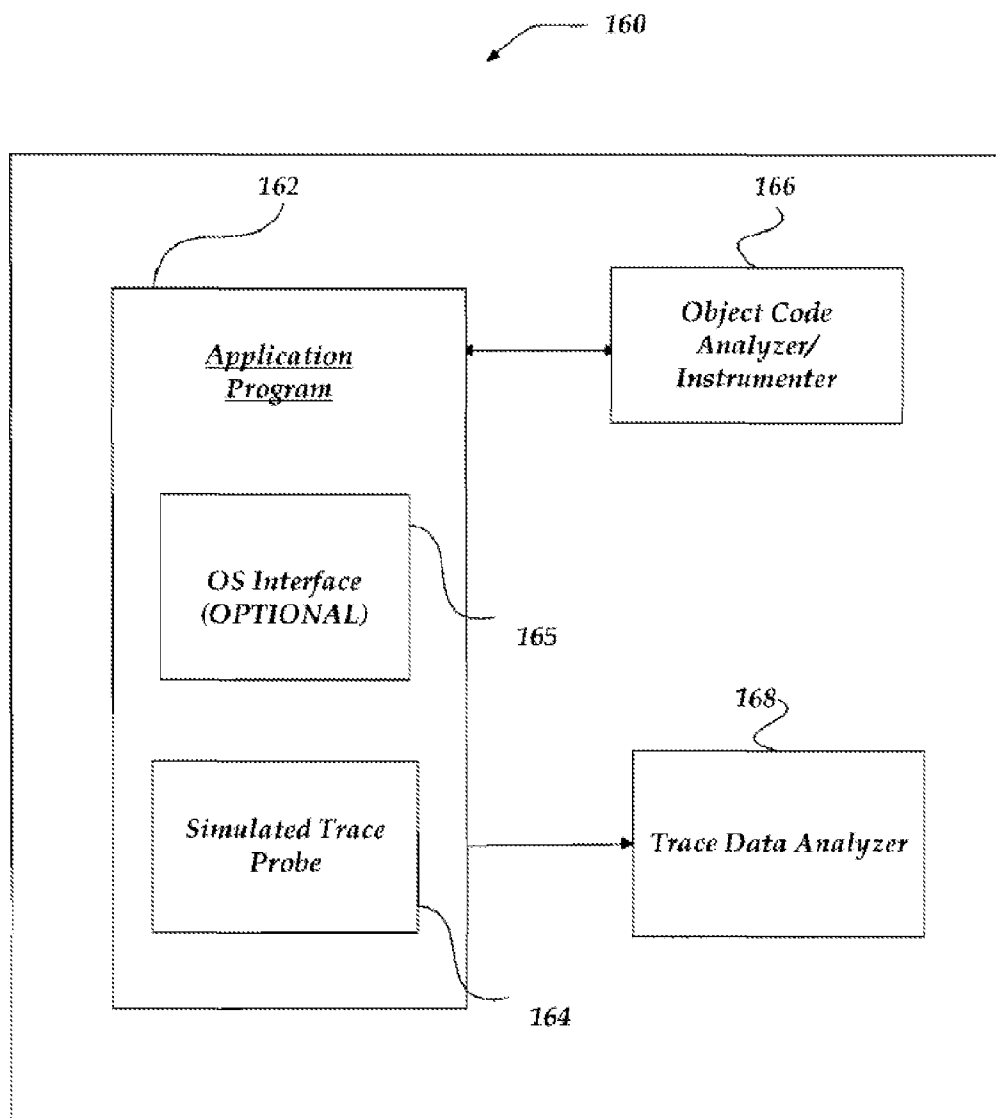 160
162
166
Application
Program
Object Code
Analyzer/
Instrumenter
OS Interface
(OPTIONAL)
165
168
Simulated Trace
Probe
Trace Data Analyzer
164